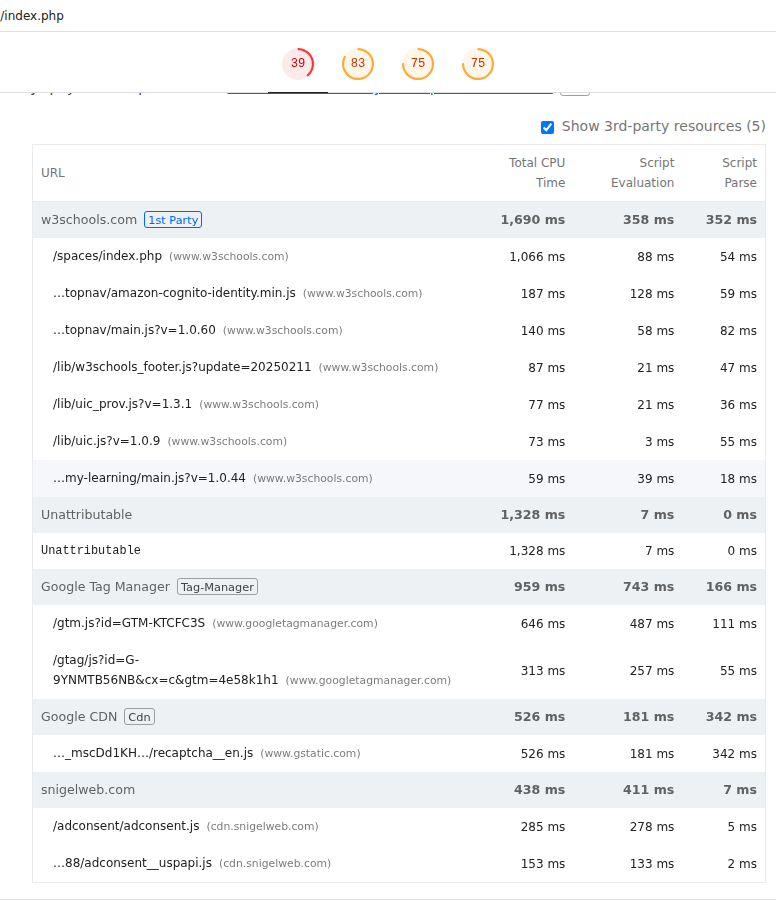 /index.php
39 83 75 75
Show 3rd-party resources (5)
URL Total CPU Time Script Evaluation Script Parse
w3schools.com 1st Party 1,690 ms 358 ms 352 ms
/spaces/index.php (www.w3schools.com) 1,066 ms 88 ms 54 ms
…topnav/amazon-cognito-identity.min.js (www.w3schools.com) 187 ms 128 ms 59 ms
…topnav/main.js?v=1.0.60 (www.w3schools.com) 140 ms 58 ms 82 ms
/lib/w3schools_footer.js?update=20250211 (www.w3schools.com) 87 ms 21 ms 47 ms
/lib/uic_prov.js?v=1.3.1 (www.w3schools.com) 77 ms 21 ms 36 ms
/lib/uic.js?v=1.0.9 (www.w3schools.com) 73 ms 3 ms 55 ms
…my-learning/main.js?v=1.0.44 (www.w3schools.com) 59 ms 39 ms 18 ms
Unattributable 1,328 ms 7 ms 0 ms
Unattributable 1,328 ms 7 ms 0 ms
Google Tag Manager Tag-Manager 959 ms 743 ms 166 ms
/gtm.js?id=GTM-KTCFC3S (www.googletagmanager.com) 646 ms 487 ms 111 ms
/gtag/js?id=G-
9YNMTB56NB&cx=c&gtm=4e58k1h1 (www.googletagmanager.com) 313 ms 257 ms 55 ms
Google CDN Cdn 526 ms 181 ms 342 ms
…_mscDd1KH…/recaptcha__en.js (www.gstatic.com) 526 ms 181 ms 342 ms
snigelweb.com 438 ms 411 ms 7 ms
/adconsent/adconsent.js (cdn.snigelweb.com) 285 ms 278 ms 5 ms
…88/adconsent__uspapi.js (cdn.snigelweb.com) 153 ms 133 ms 2 ms